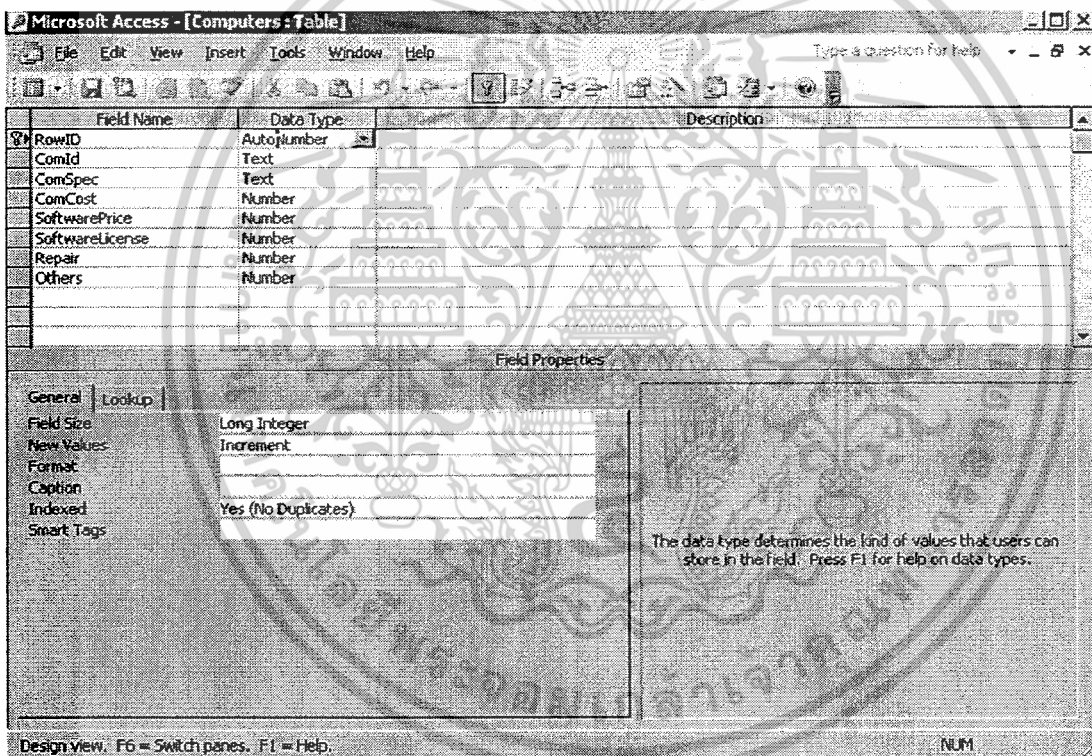 Microsoft Access - [Computers : Table]
File Edit View Insert Tools Window Help Type a question for help
Field Name Data Type Description
RowID AutoNumber
ComId Text
ComSpec Text
ComCost Number
SoftwarePrice Number
SoftwareLicense Number
Repair Number
Others Number
Field Properties
General Lookup
Field Size Long Integer
New Values Increment
Format
Caption
Indexed Yes (No Duplicates)
Smart Tags
The data type determines the kind of values that users can
store in the field. Press F1 for help on data types.
Design view. F6 = Switch panes. F1 = Help. NUM